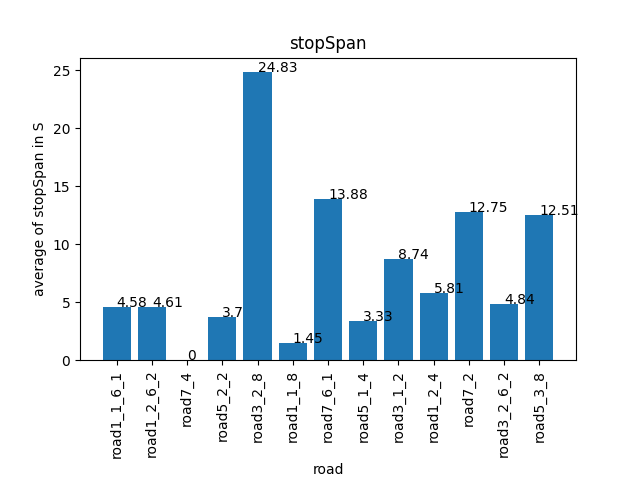 stopSpan
average of stopSpan in S
25
20
15
10
5
0
4.58
4.61
0
3.7
24.83
1.45
13.88
3.33
8.74
5.81
12.75
4.84
12.51
road1_1_6_1
road1_2_6_2
road7_4
road5_2_2
road3_2_8
road1_1_8
road7_6_1
road5_1_4
road3_1_2
road1_2_4
road7_2
road3_2_6_2
road5_3_8
road